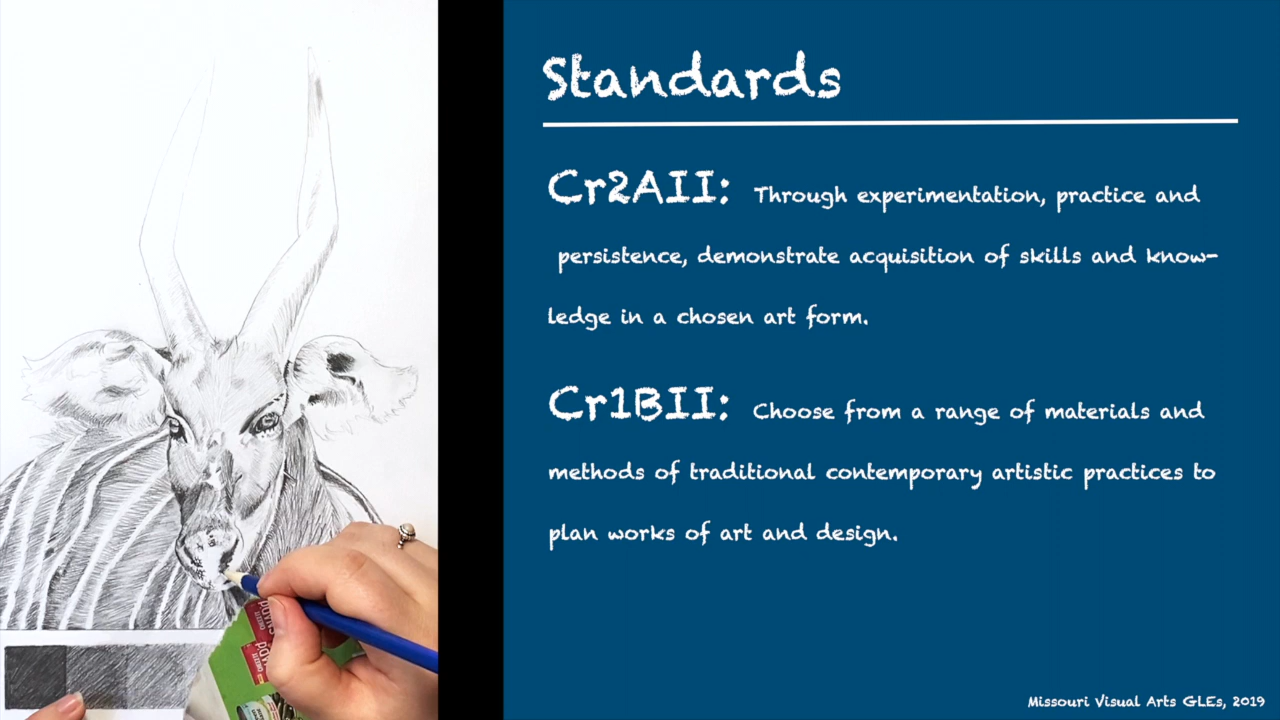 Standards
Cr2AII: Through experimentation, practice and
persistence, demonstrate acquisition of skills and know-
ledge in a chosen art form.
Cr1BII: Choose from a range of materials and
methods of traditional contemporary artistic practices to
plan works of art and design.
Missouri Visual Arts GLEs, 2019